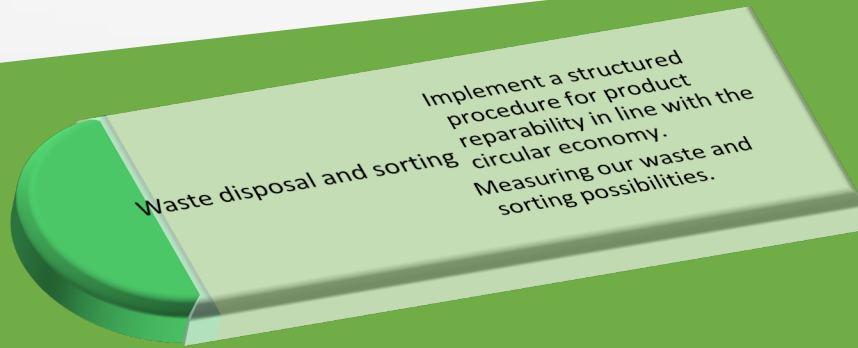 Waste disposal and sorting
Implement a structured
procedure for product
reparability in line with the
circular economy.
Measuring our waste and
sorting possibilities.